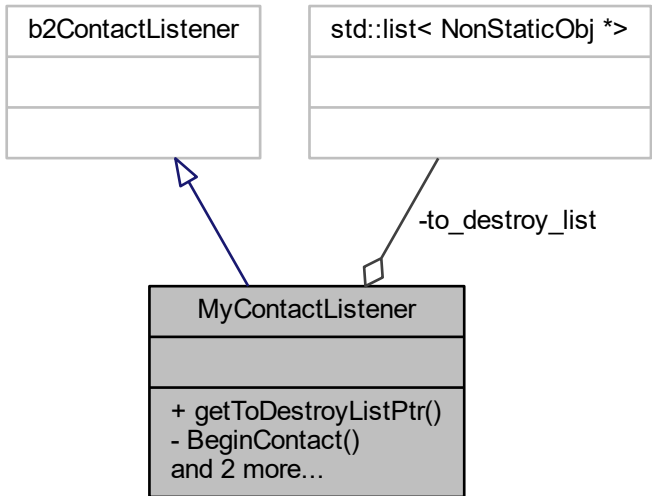 b2ContactListener
std::list< NonStaticObj *>
-to_destroy_list
MyContactListener
+ getToDestroyListPtr()
- BeginContact()
and 2 more...